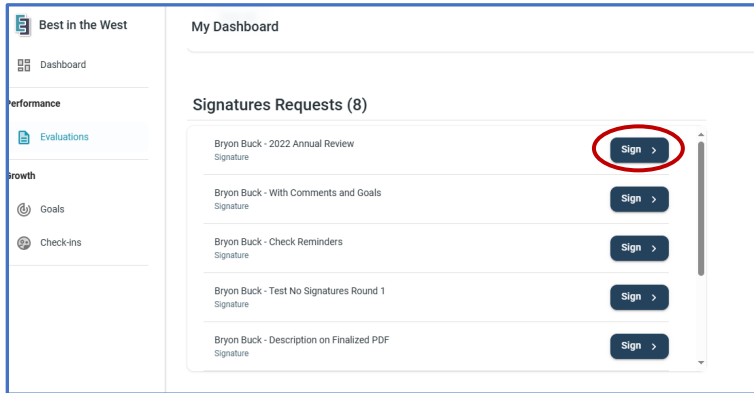 Best in the West
Dashboard
Performance
Evaluations
Growth
Goals
Check-ins
My Dashboard
Signatures Requests (8)
Bryon Buck - 2022 Annual Review
Signature
Sign
Bryon Buck - With Comments and Goals
Signature
Sign
Bryon Buck - Check Reminders
Signature
Sign
Bryon Buck - Test No Signatures Round 1
Signature
Sign
Bryon Buck - Description on Finalized PDF
Signature
Sign